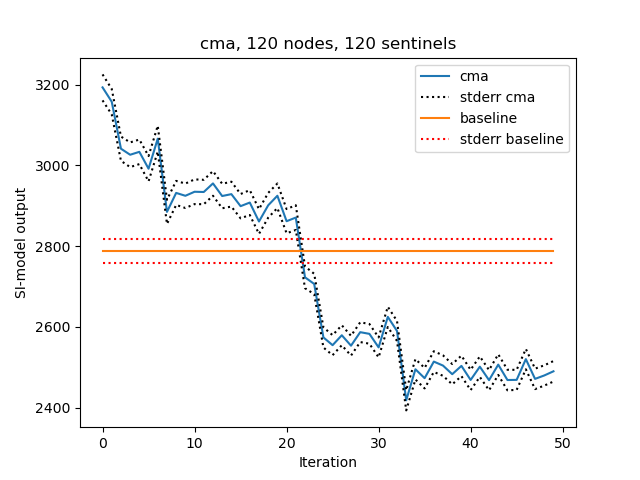 cma, 120 nodes, 120 sentinels
cma
stderr cma
baseline
stderr baseline
SI-model output
3200
3000
2800
2600
2400
0 10 20 30 40 50
Iteration